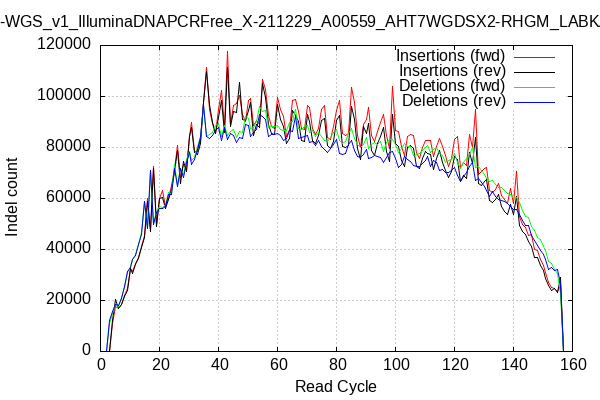 -WGS_v1_IlluminaDNAPCRFree_X-211229_A00559_AHT7WGDSX2-RHGM_LABK
Insertions (fwd)
Insertions (rev)
Deletions (fwd)
Deletions (rev)
Indel count
120000
100000
80000
60000
40000
20000
0
0 20 40 60 80 100 120 140 160
Read Cycle